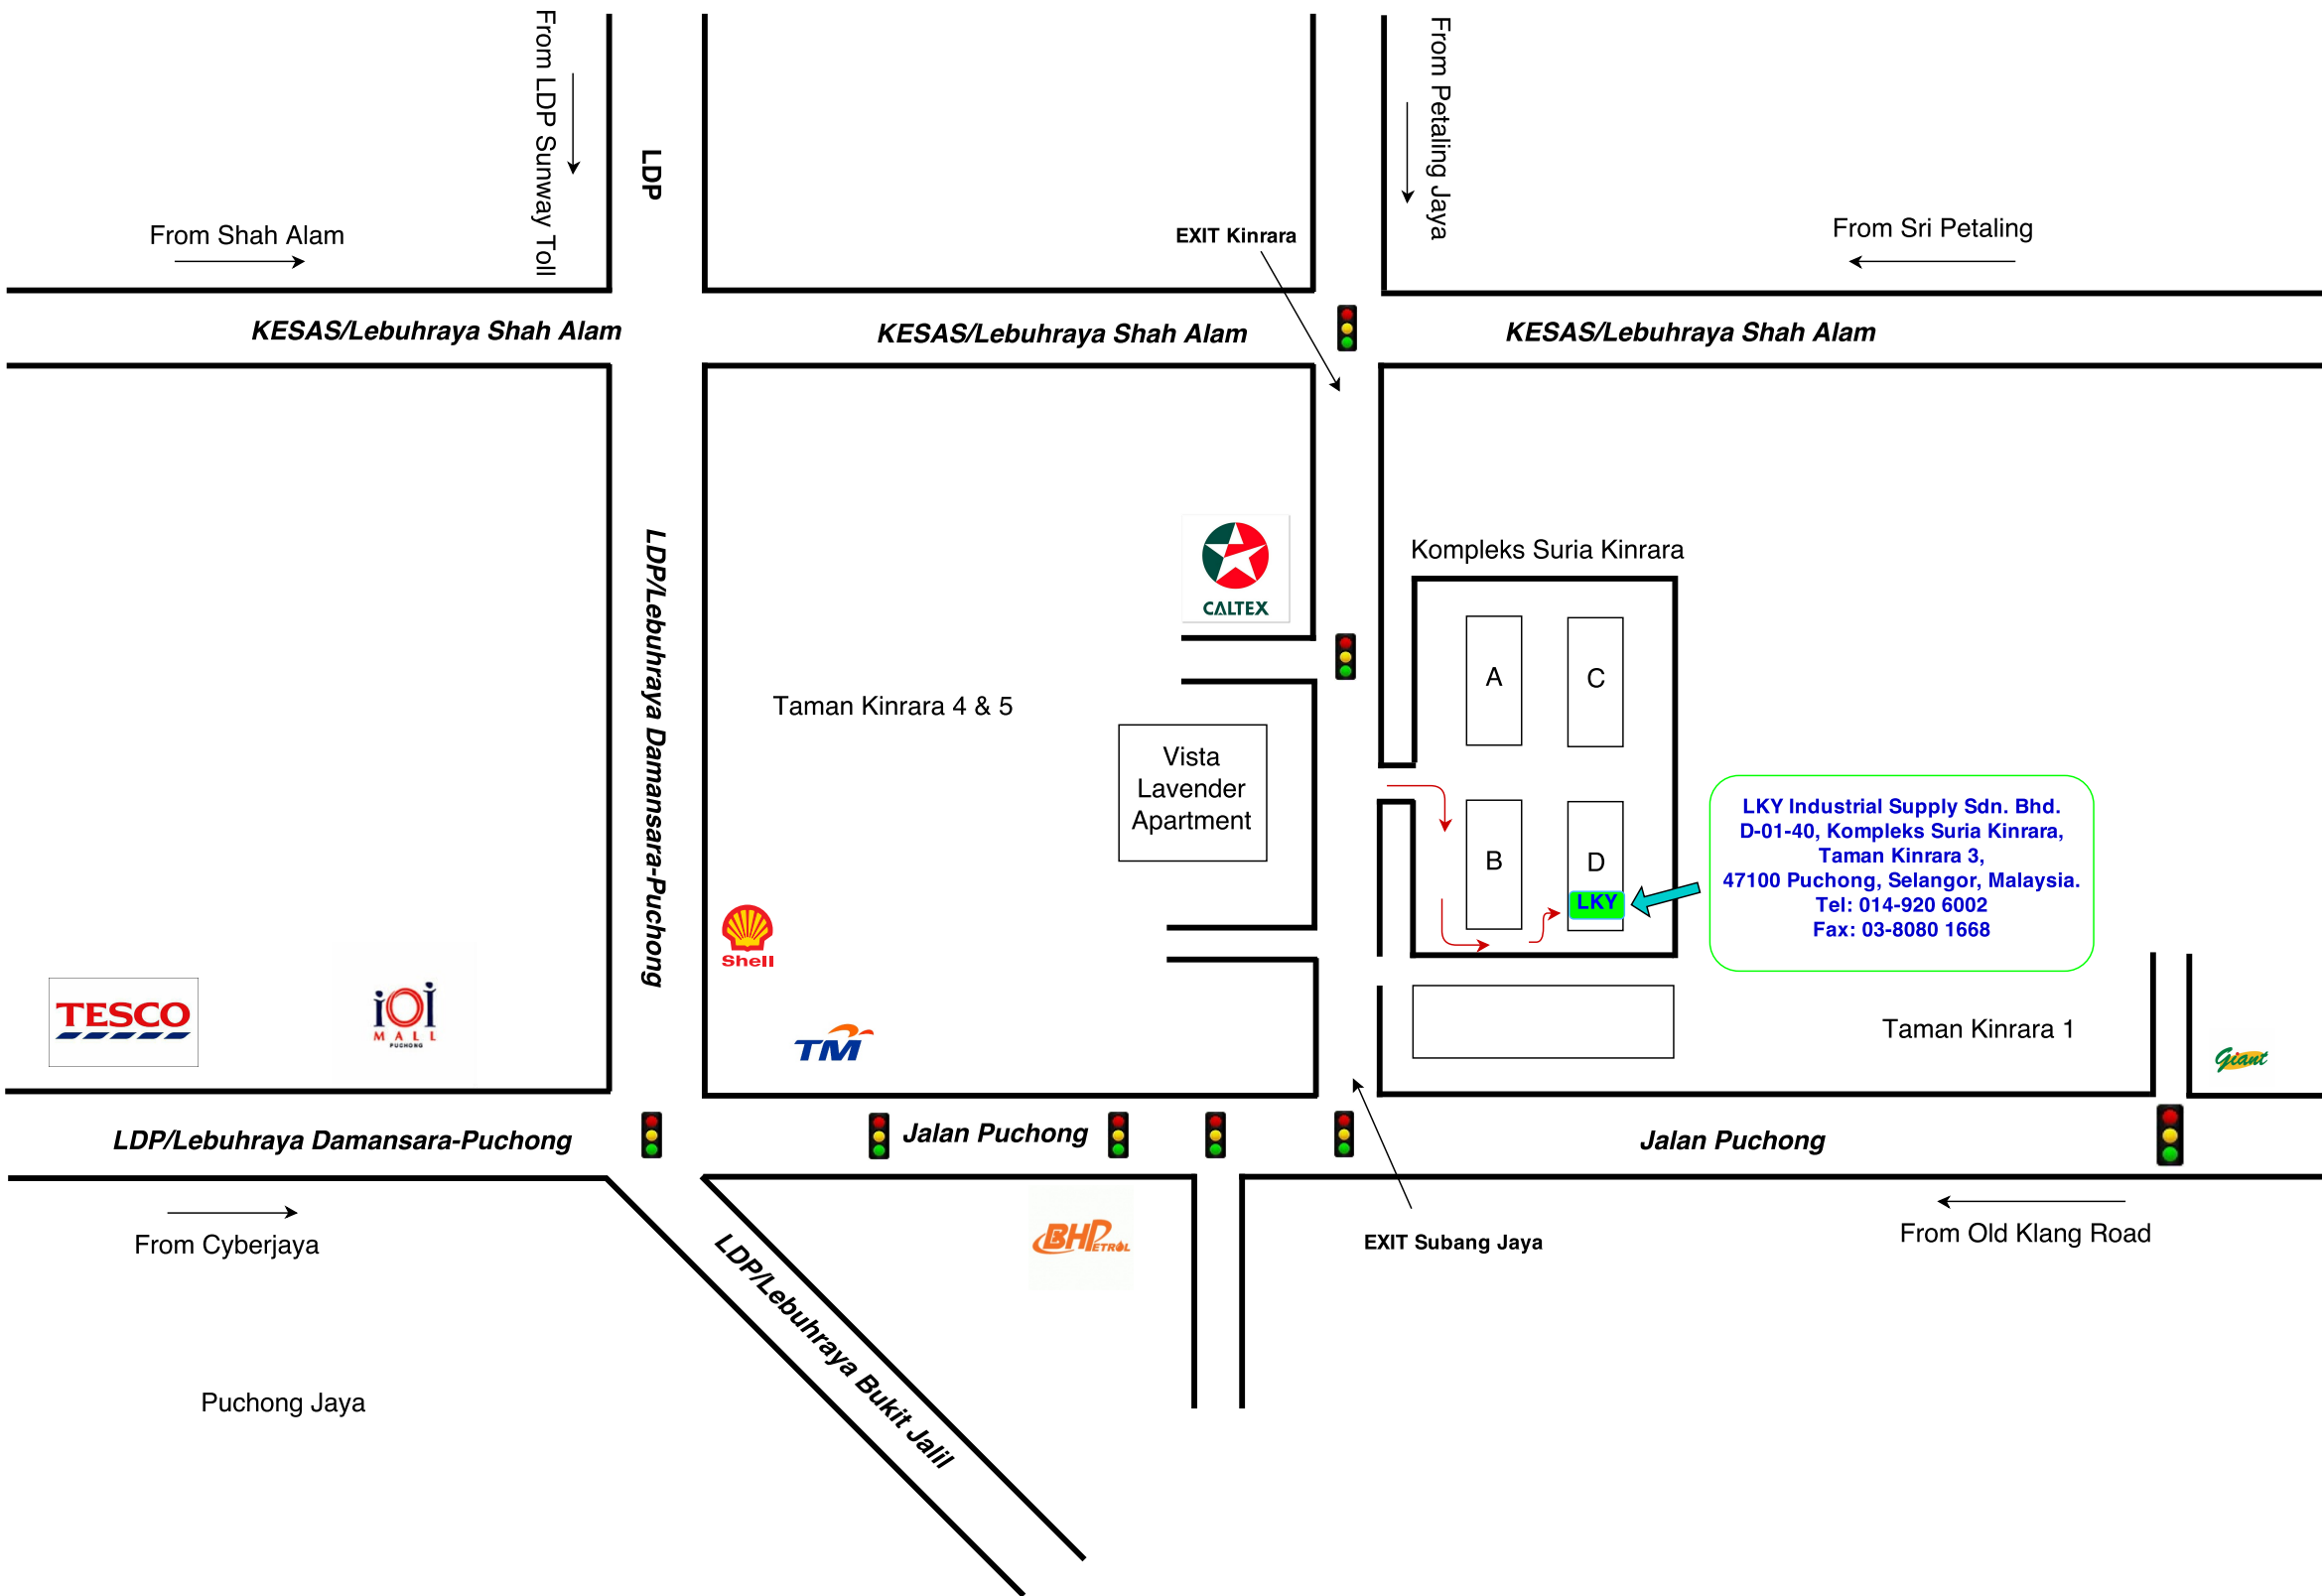 From LDP Sunway Toll
LDP
From Petaling Jaya
From Shah Alam
EXIT Kinrara
From Sri Petaling
KESAS/Lebuhraya Shah Alam
KESAS/Lebuhraya Shah Alam
KESAS/Lebuhraya Shah Alam
LDP/Lebuhraya Damansara-Puchong
CALTEX
Kompleks Suria Kinrara
A
C
Taman Kinrara 4 & 5
Vista
Lavender
Apartment
B
D
LKY
LKY Industrial Supply Sdn. Bhd.
D-01-40, Kompleks Suria Kinrara,
Taman Kinrara 3,
47100 Puchong, Selangor, Malaysia.
Tel: 014-920 6002
Fax: 03-8080 1668
Shell
TESCO
iOi
MALL
PUCHONG
TM
Taman Kinrara 1
Giant
LDP/Lebuhraya Damansara-Puchong
Jalan Puchong
Jalan Puchong
From Cyberjaya
BHPETROL
EXIT Subang Jaya
From Old Klang Road
LDP/Lebuhraya Bukit Jalil
Puchong Jaya